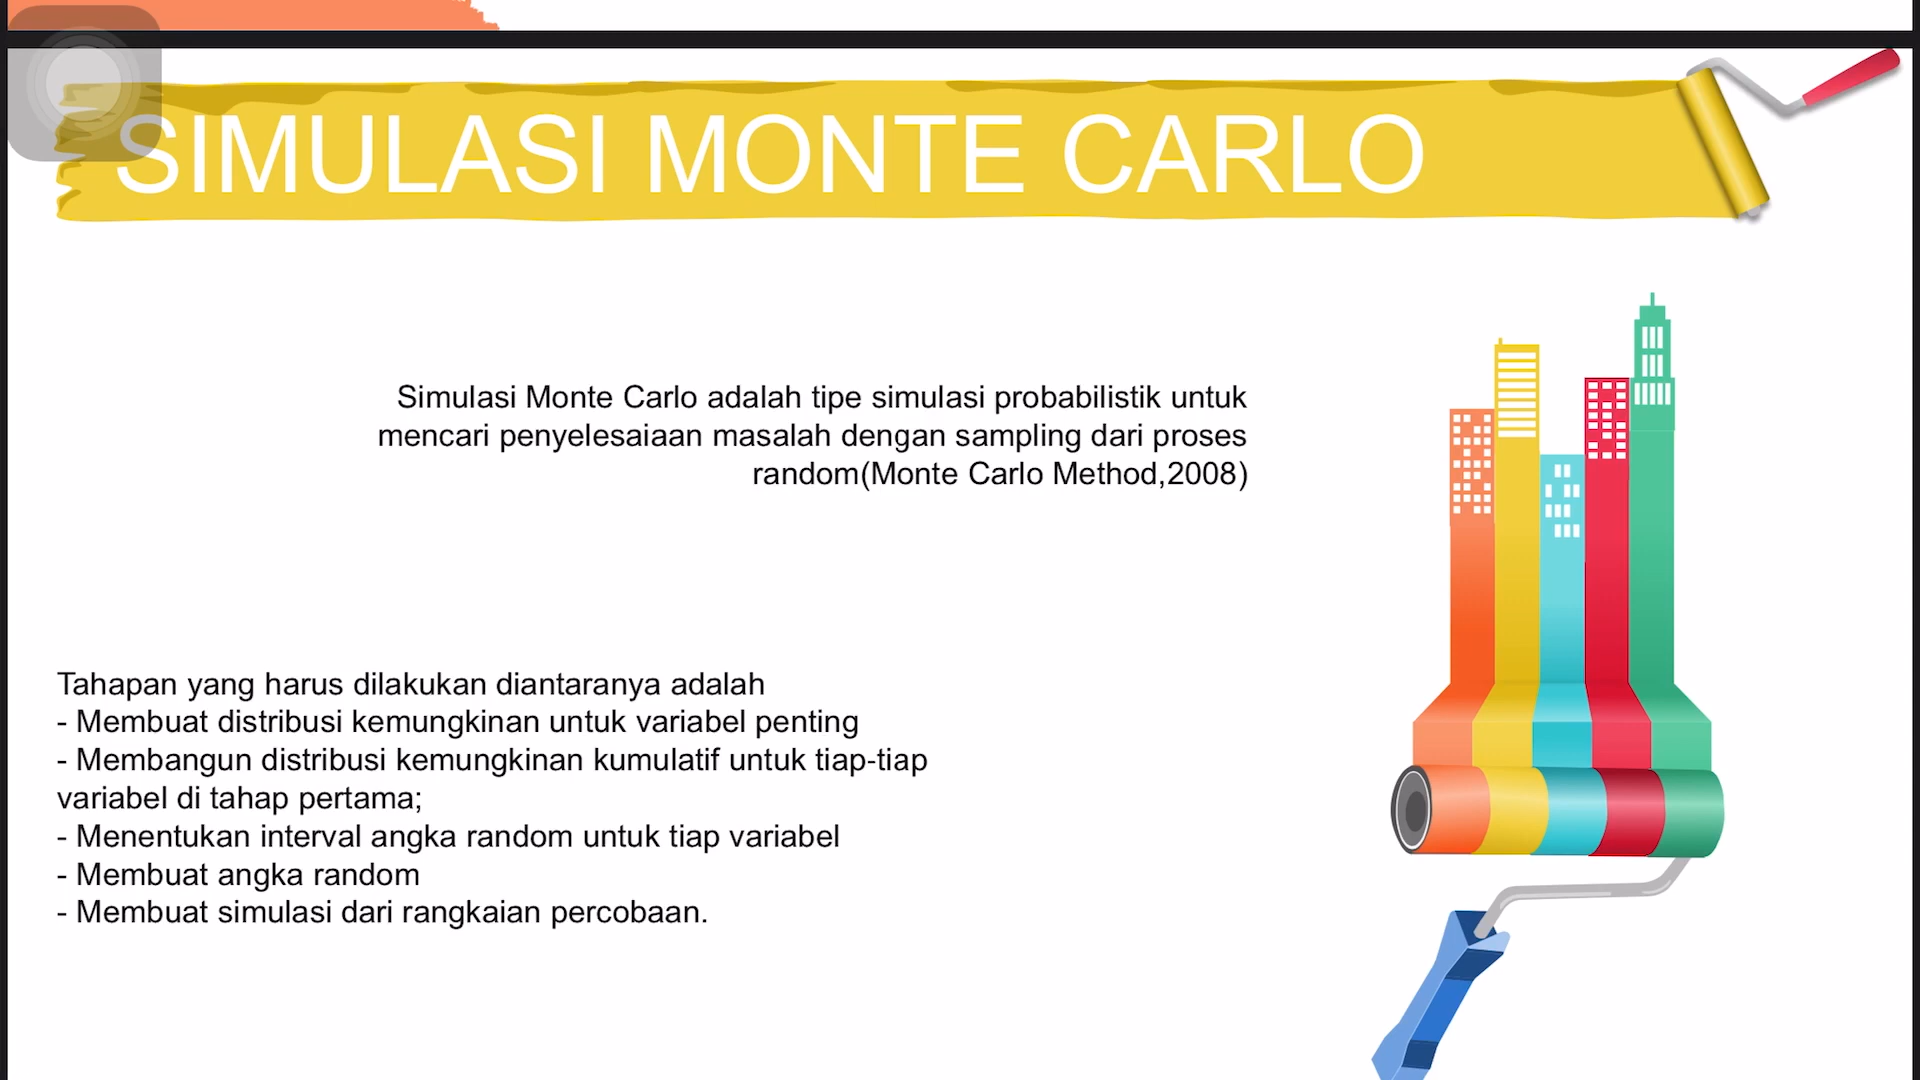 SIMULASI MONTE CARLO
Simulasi Monte Carlo adalah tipe simulasi probabilistik untuk
mencari penyelesaiaan masalah dengan sampling dari proses
random(Monte Carlo Method,2008)
Tahapan yang harus dilakukan diantaranya adalah
- Membuat distribusi kemungkinan untuk variabel penting
- Membangun distribusi kemungkinan kumulatif untuk tiap-tiap
variabel di tahap pertama;
- Menentukan interval angka random untuk tiap variabel
- Membuat angka random
- Membuat simulasi dari rangkaian percobaan.